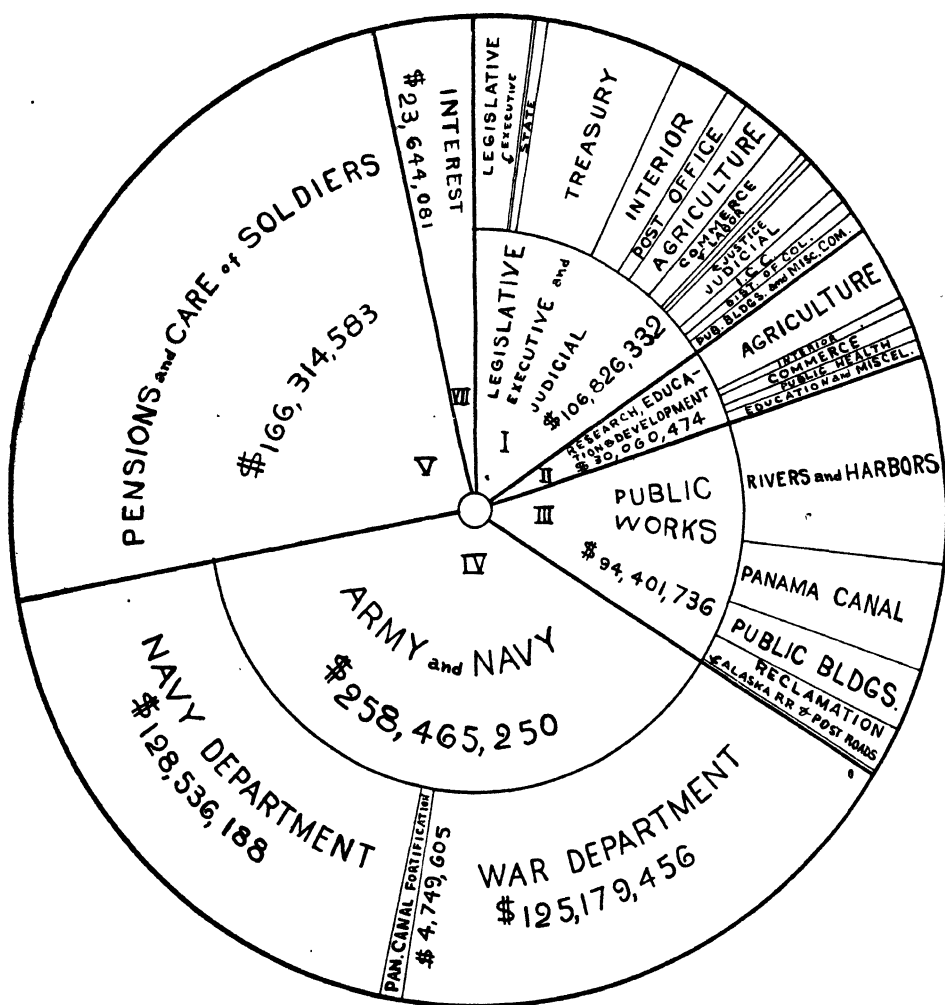 LEGISLATIVE
& EXECUTIVE
STATE
TREASURY
INTERIOR
POST OFFICE
AGRICULTURE
COMMERCE
& LABOR
JUSTICE
JUDICIAL
I.C.C.
DIST. OF COL.
PUB. BLDGS. and MISC. COM.
LEGISLATIVE
EXECUTIVE and
JUDICIAL
$106,826,332
I
AGRICULTURE
INTERIOR
COMMERCE
PUBLIC HEALTH
EDUCATION and MISCEL.
RESEARCH, EDUCA-
TION & DEVELOPMENT
$30,060,474
II
RIVERS and HARBORS
PANAMA CANAL
PUBLIC BLDGS.
RECLAMATION
& ALASKA RR & POST ROADS
PUBLIC
WORKS
$94,401,736
III
IV
ARMY and NAVY
$258,465,250
WAR DEPARTMENT
$125,179,456
PAN. CANAL FORTIFICATION
$4,749,605
NAVY DEPARTMENT
$128,536,188
V
PENSIONS and CARE of SOLDIERS
$166,314,583
VII
INTEREST
$23,644,081